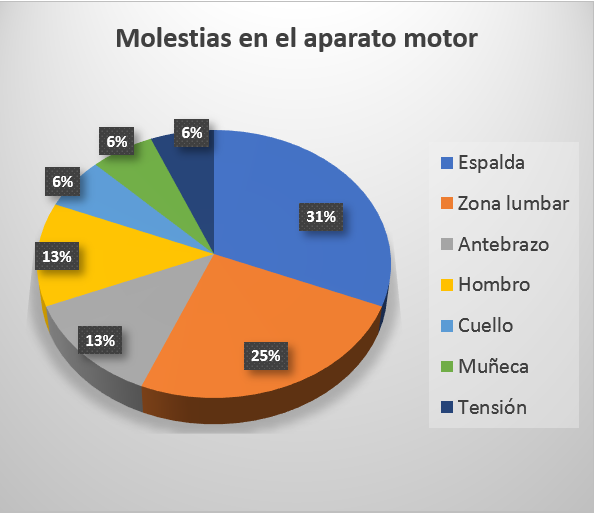 Molestias en el aparato motor
6%
6%
6%
31%
13%
13%
25%
Espalda
Zona lumbar
Antebrazo
Hombro
Cuello
Muñeca
Tensión